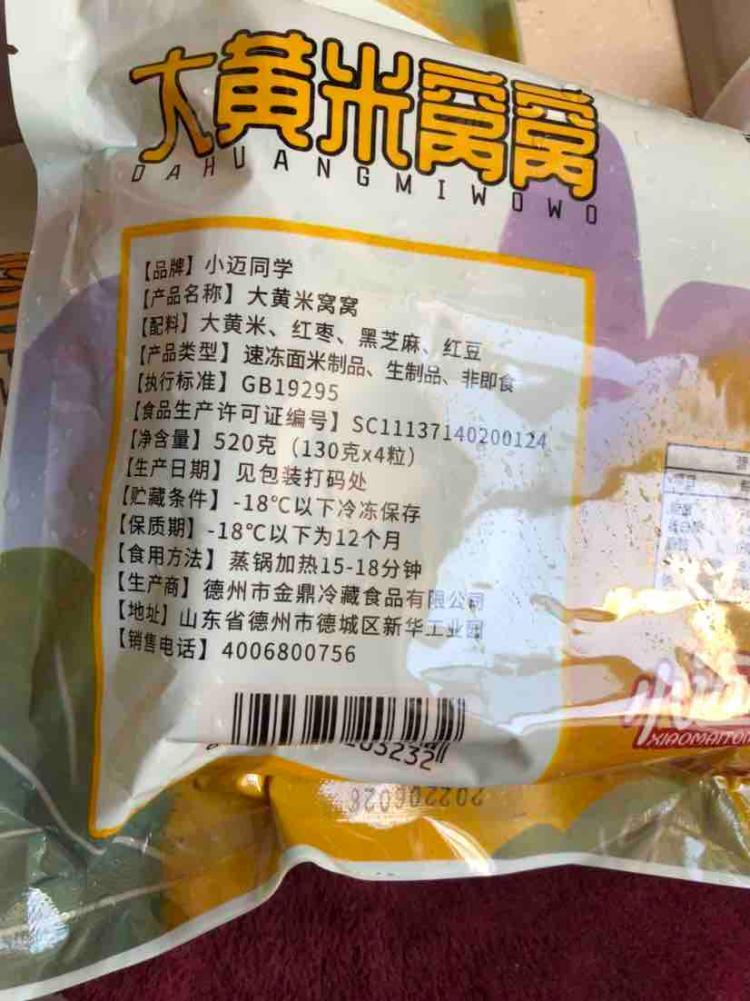 大黄米窝窝
DAHUANGMIWOWO
【品牌】小迈同学
【产品名称】大黄米窝窝
【配料】大黄米、红枣、黑芝麻、红豆
【产品类型】速冻面米制品、生制品、非即食
【执行标准】GB19295
【食品生产许可证编号】SC11137140200124
【净含量】520克（130克x4粒）
【生产日期】见包装打码处
【贮藏条件】-18℃以下冷冻保存
【保质期】-18℃以下为12个月
【食用方法】蒸锅加热15-18分钟
【生产商】德州市金鼎冷藏食品有限公司
【地址】山东省德州市德城区新华工业园
【销售电话】4006800756
03232
20220602
XIAOMAITON